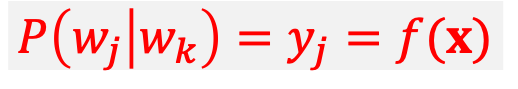 P(w_j|w_k) = y_j = f(𝐱)